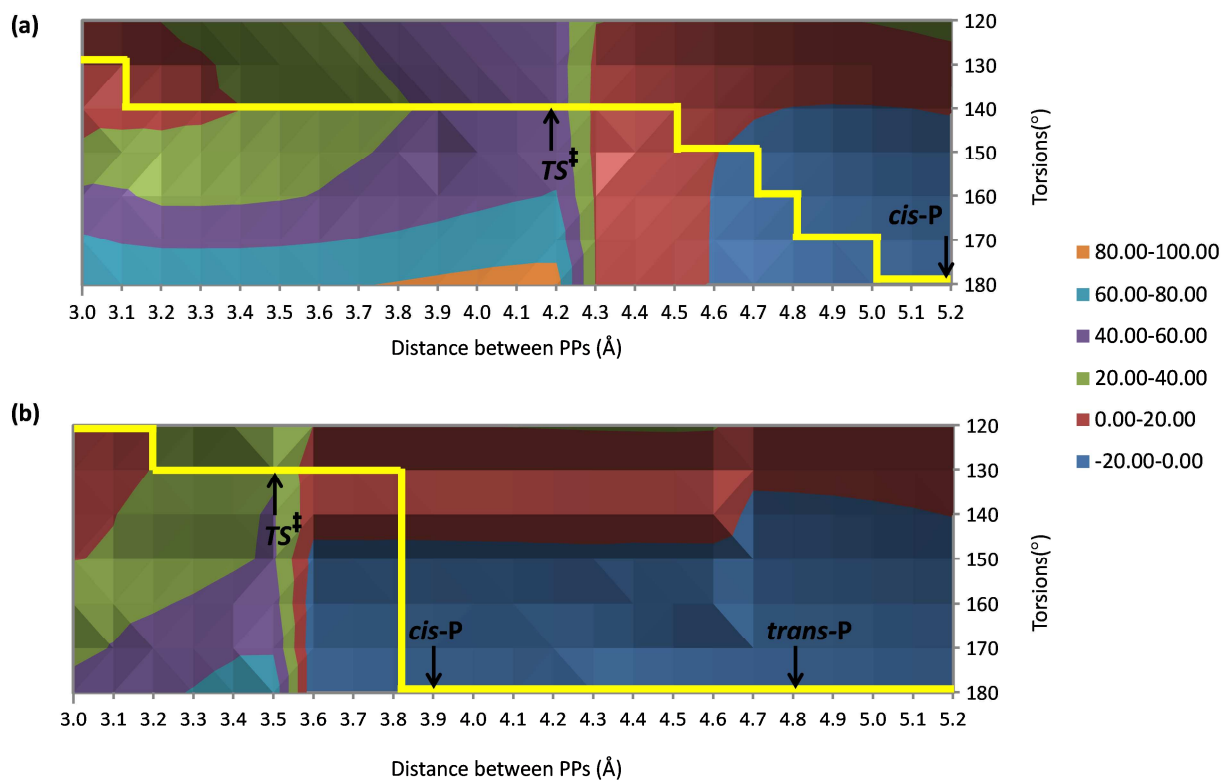 (a)
120
130
140
150
160
170
180
Torsions(°)
TS‡
cis-P
3.0 3.1 3.2 3.3 3.4 3.5 3.6 3.7 3.8 3.9 4.0 4.1 4.2 4.3 4.4 4.5 4.6 4.7 4.8 4.9 5.0 5.1 5.2
Distance between PPs (Å)
80.00-100.00
60.00-80.00
40.00-60.00
20.00-40.00
0.00-20.00
-20.00-0.00
(b)
120
130
140
150
160
170
180
Torsions(°)
TS‡
cis-P
trans-P
3.0 3.1 3.2 3.3 3.4 3.5 3.6 3.7 3.8 3.9 4.0 4.1 4.2 4.3 4.4 4.5 4.6 4.7 4.8 4.9 5.0 5.1 5.2
Distance between PPs (Å)